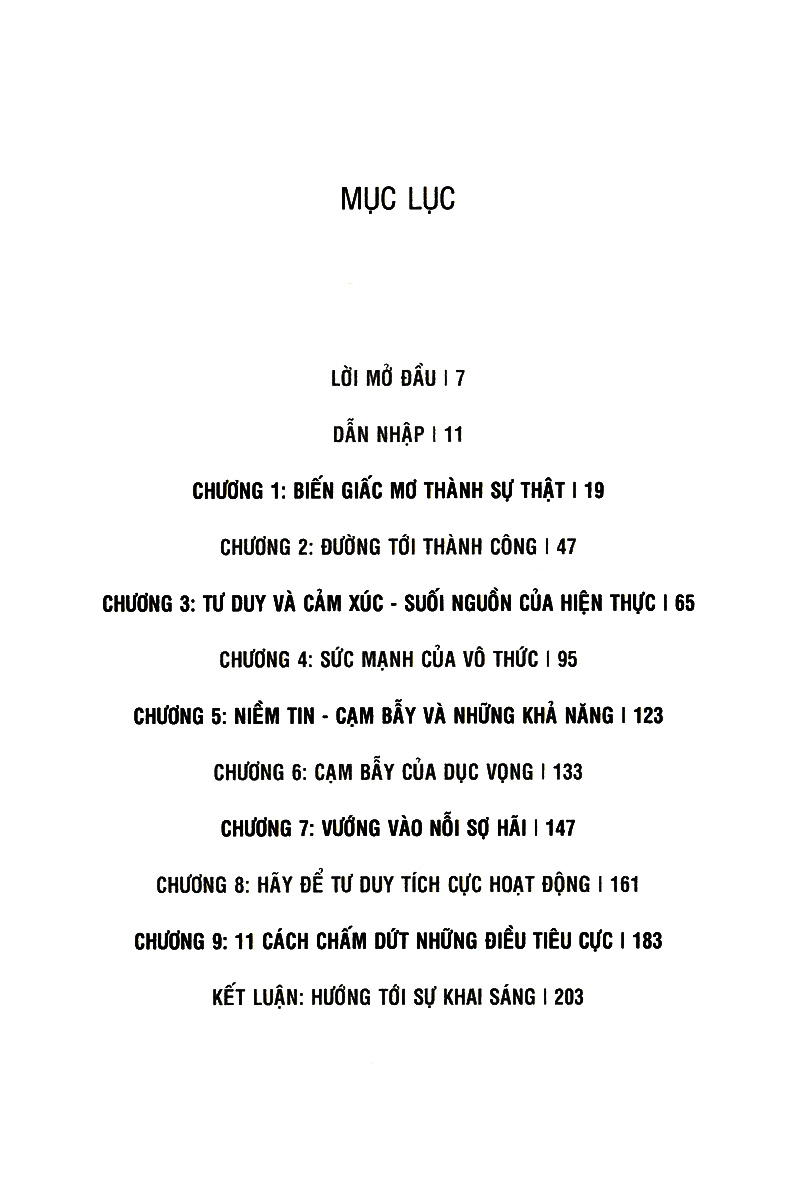 MỤC LỤC
LỜI MỞ ĐẦU | 7
DẪN NHẬP | 11
CHƯƠNG 1: BIẾN GIẤC MƠ THÀNH SỰ THẬT | 19
CHƯƠNG 2: ĐƯỜNG TỚI THÀNH CÔNG | 47
CHƯƠNG 3: TƯ DUY VÀ CẢM XÚC - SUỐI NGUỒN CỦA HIỆN THỰC | 65
CHƯƠNG 4: SỨC MẠNH CỦA VÔ THỨC | 95
CHƯƠNG 5: NIỀM TIN - CẠM BẪY VÀ NHỮNG KHẢ NĂNG | 123
CHƯƠNG 6: CẠM BẪY CỦA DỤC VỌNG | 133
CHƯƠNG 7: VƯỚNG VÀO NỖI SỢ HÃI | 147
CHƯƠNG 8: HÃY ĐỂ TƯ DUY TÍCH CỰC HOẠT ĐỘNG | 161
CHƯƠNG 9: 11 CÁCH CHẤM DỨT NHỮNG ĐIỀU TIÊU CỰC | 183
KẾT LUẬN: HƯỚNG TỚI SỰ KHAI SÁNG | 203